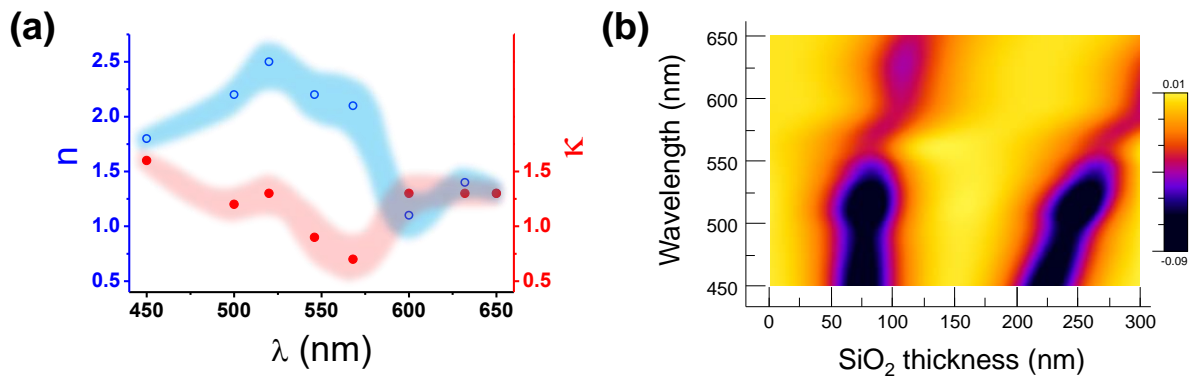 (a)
2.5
2.0
1.5
1.0
0.5
n
1.5
1.0
0.5
κ
450 500 550 600 650
λ (nm)
(b)
650
600
550
500
450
Wavelength (nm)
0 50 100 150 200 250 300
SiO₂ thickness (nm)
0.01
-0.09